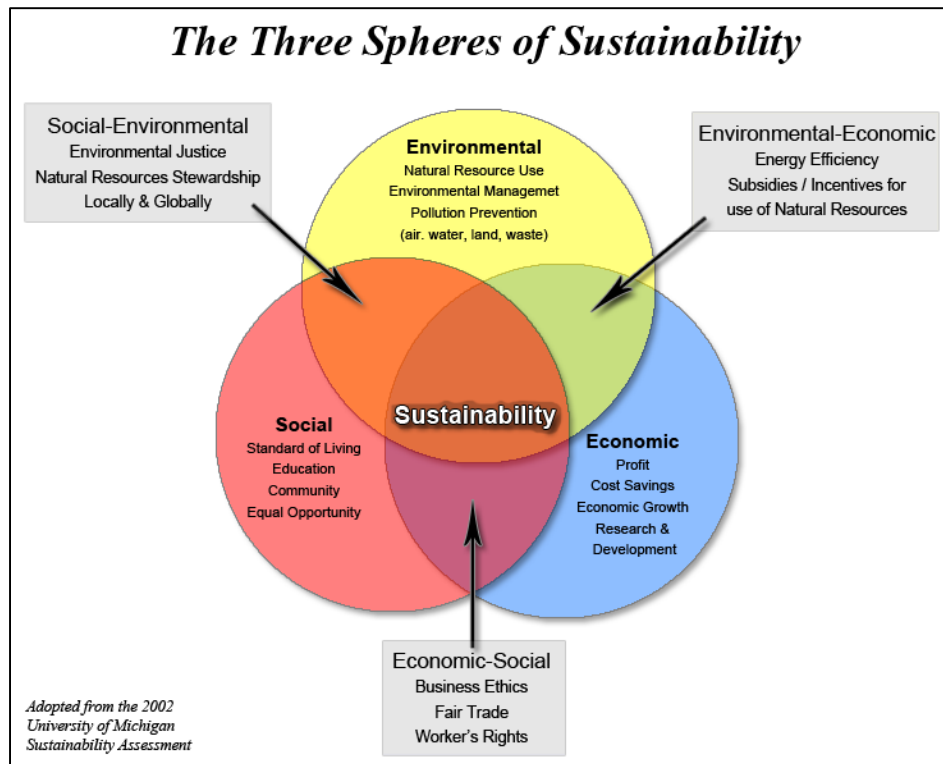 The Three Spheres of Sustainability
Social-Environmental
Environmental Justice
Natural Resources Stewardship
Locally & Globally
Environmental
Natural Resource Use
Environmental Managemet
Pollution Prevention
(air. water, land, waste)
Environmental-Economic
Energy Efficiency
Subsidies / Incentives for
use of Natural Resources
Sustainability
Social
Standard of Living
Education
Community
Equal Opportunity
Economic
Profit
Cost Savings
Economic Growth
Research &
Development
Economic-Social
Business Ethics
Fair Trade
Worker's Rights
Adopted from the 2002
University of Michigan
Sustainability Assessment